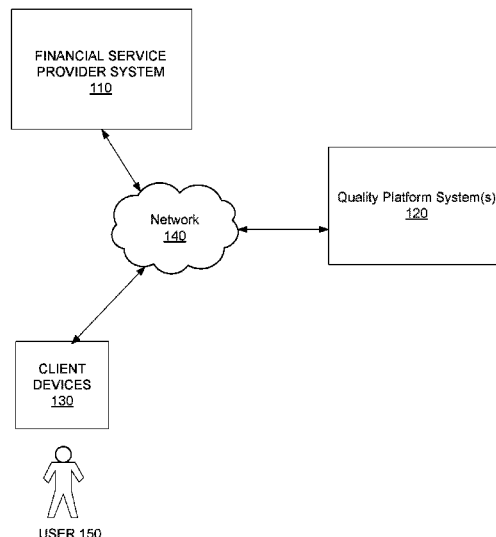 FINANCIAL SERVICE
PROVIDER SYSTEM
110
Quality Platform System(s)
120
Network
140
CLIENT
DEVICES
130
USER 150